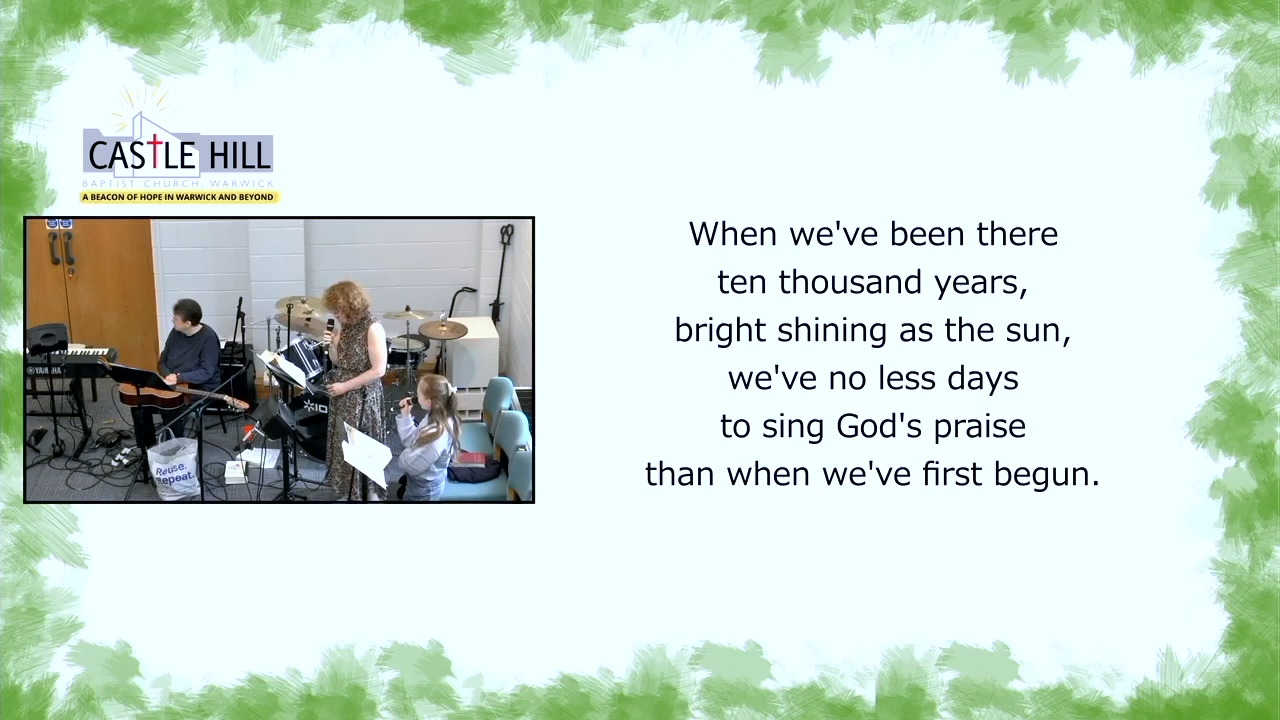 CASTLE HILL
BAPTIST CHURCH, WARWICK
A BEACON OF HOPE IN WARWICK AND BEYOND
YAMAHA
Reuse.
Repeat.
When we've been there
ten thousand years,
bright shining as the sun,
we've no less days
to sing God's praise
than when we've first begun.